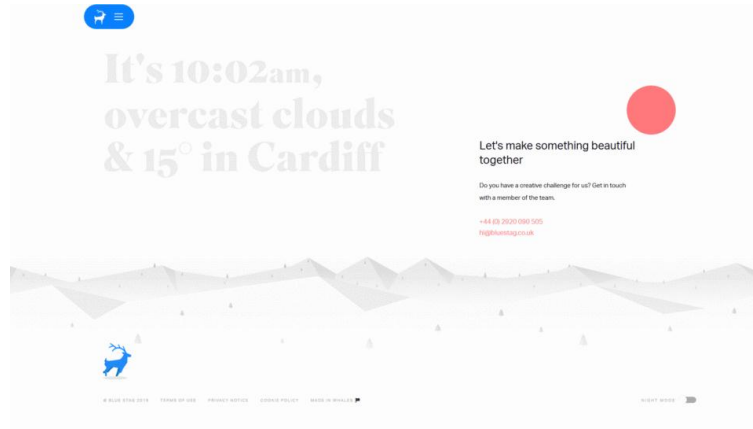 It's 10:02am,
overcast clouds
& 15° in Cardiff
Let's make something beautiful
together
Do you have a creative challenge for us? Get in touch
with a member of the team.
+44 (0) 2920 090 505
hi@bluestag.co.uk
© BLUE STAG 2019 TERMS OF USE PRIVACY NOTICE COOKIE POLICY MADE IN WALES
NIGHT MODE